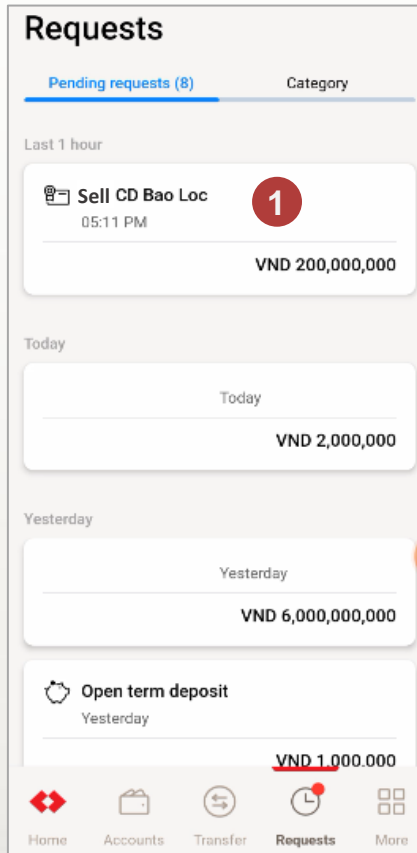 Requests
Pending requests (8) Category
Last 1 hour
Sell CD Bao Loc 1
05:11 PM
VND 200,000,000
Today
Today
VND 2,000,000
Yesterday
Yesterday
VND 6,000,000,000
Open term deposit
Yesterday
VND 1,000,000
Home Accounts Transfer Requests More